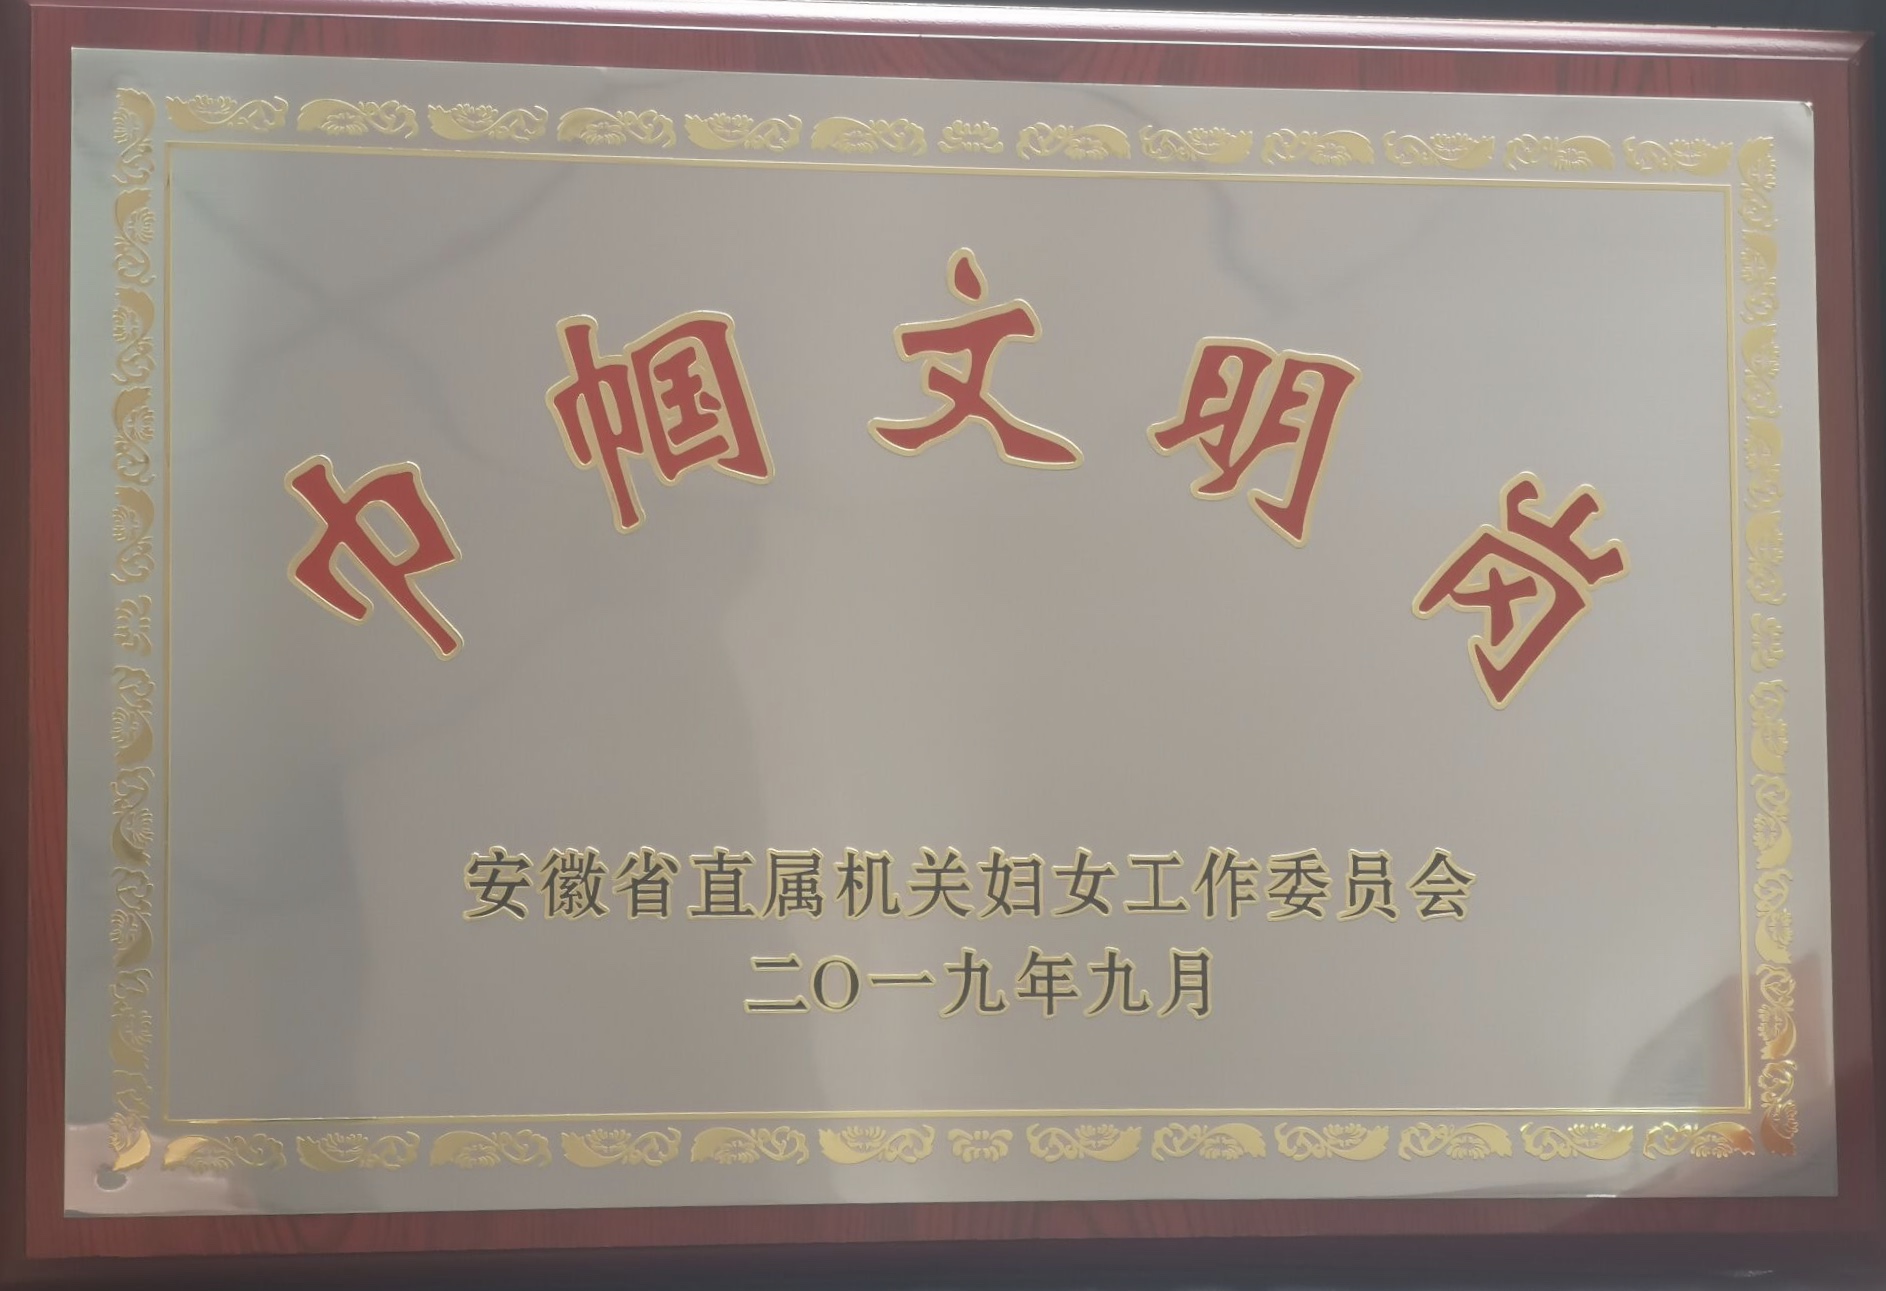 巾帼文明岗
安徽省直属机关妇女工作委员会
二〇一九年九月